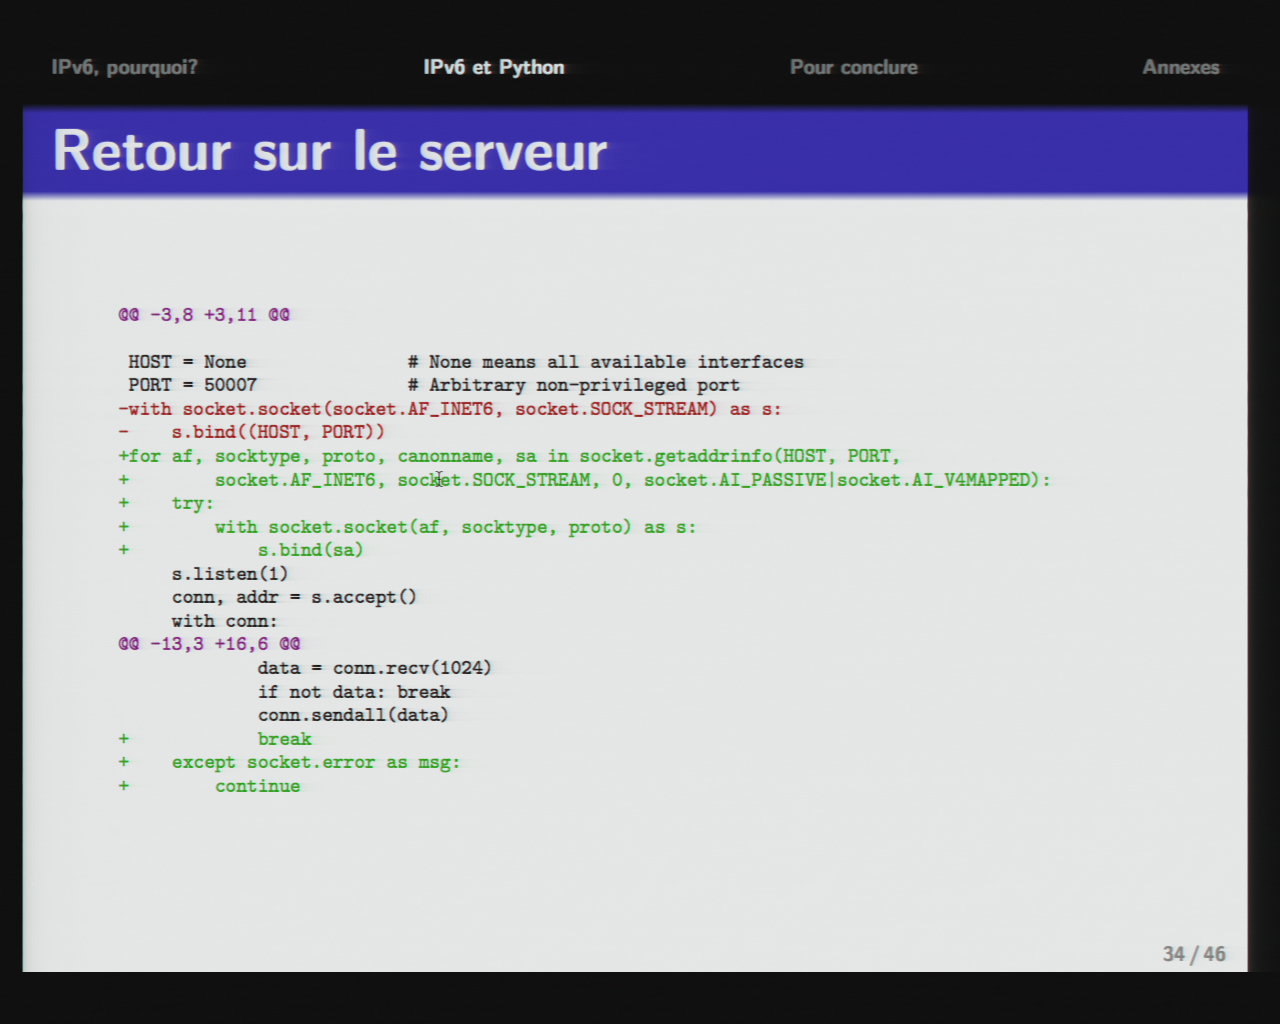 IPv6, pourquoi? IPv6 et Python Pour conclure Annexes
Retour sur le serveur
@@ -3,8 +3,11 @@
HOST = None # None means all available interfaces
PORT = 50007 # Arbitrary non-privileged port
-with socket.socket(socket.AF_INET6, socket.SOCK_STREAM) as s:
-    s.bind((HOST, PORT))
+for af, socktype, proto, canonname, sa in socket.getaddrinfo(HOST, PORT,
+        socket.AF_INET6, socket.SOCK_STREAM, 0, socket.AI_PASSIVE|socket.AI_V4MAPPED):
+    try:
+        with socket.socket(af, socktype, proto) as s:
+            s.bind(sa)
     s.listen(1)
     conn, addr = s.accept()
     with conn:
@@ -13,3 +16,6 @@
             data = conn.recv(1024)
             if not data: break
             conn.sendall(data)
+            break
+    except socket.error as msg:
+        continue
34 / 46